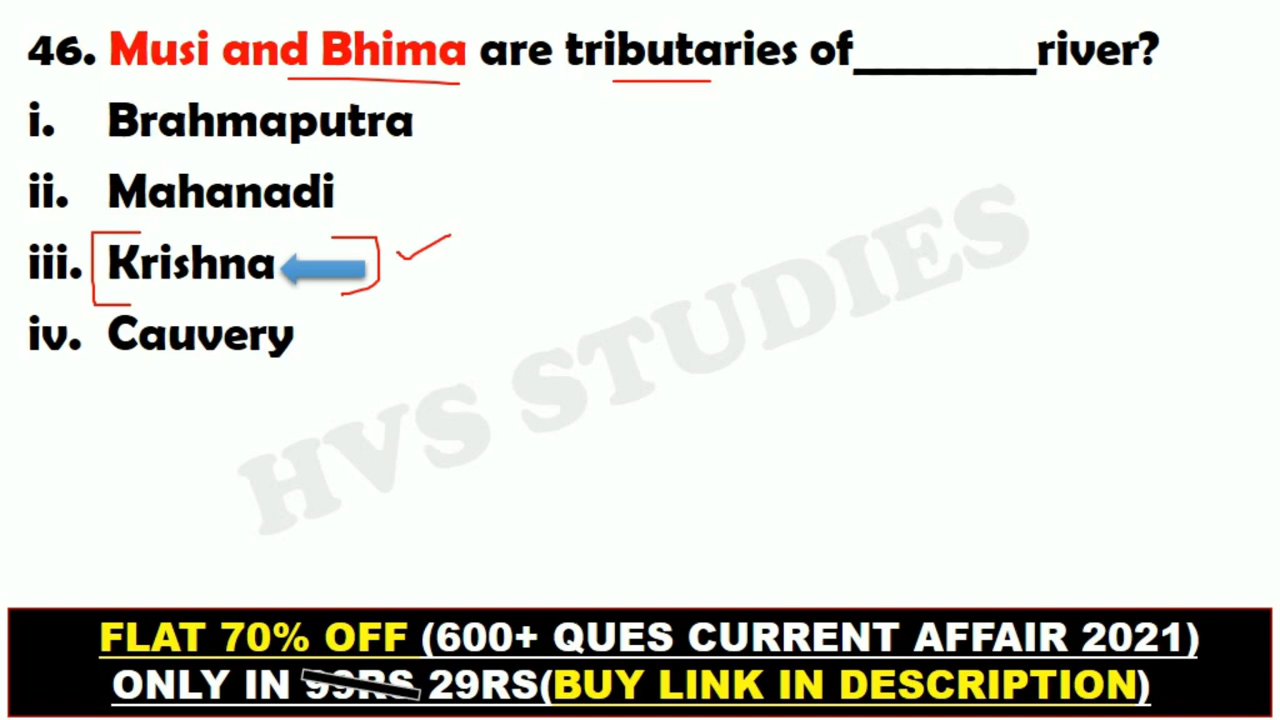 46. Musi and Bhima are tributaries of________river?
i. Brahmaputra
ii. Mahanadi
iii. Krishna
iv. Cauvery
HVS STUDIES
FLAT 70% OFF (600+ QUES CURRENT AFFAIR 2021)
ONLY IN 99RS 29RS(BUY LINK IN DESCRIPTION)